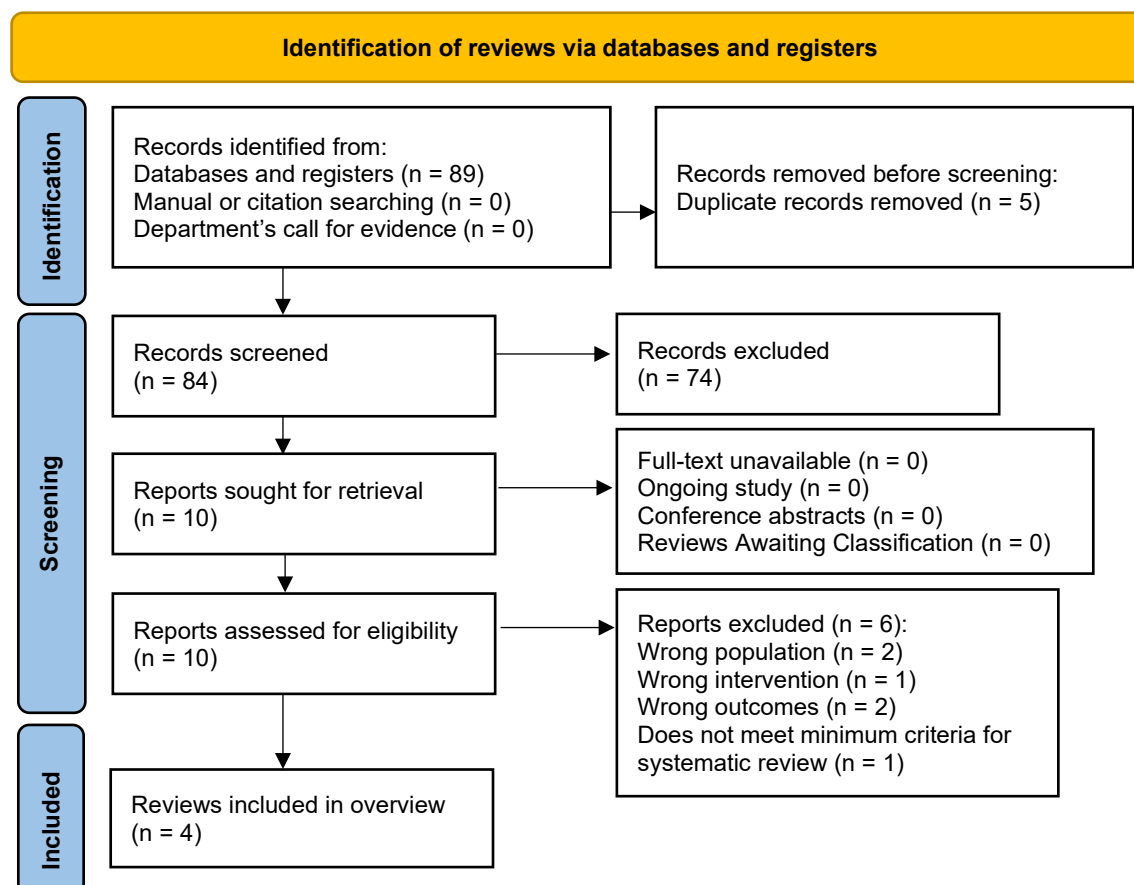 Identification of reviews via databases and registers
Identification
Records identified from:
Databases and registers (n = 89)
Manual or citation searching (n = 0)
Department’s call for evidence (n = 0)
Records removed before screening:
Duplicate records removed (n = 5)
Screening
Records screened
(n = 84)
Records excluded
(n = 74)
Reports sought for retrieval
(n = 10)
Full-text unavailable (n = 0)
Ongoing study (n = 0)
Conference abstracts (n = 0)
Reviews Awaiting Classification (n = 0)
Reports assessed for eligibility
(n = 10)
Reports excluded (n = 6):
Wrong population (n = 2)
Wrong intervention (n = 1)
Wrong outcomes (n = 2)
Does not meet minimum criteria for
systematic review (n = 1)
Included
Reviews included in overview
(n = 4)